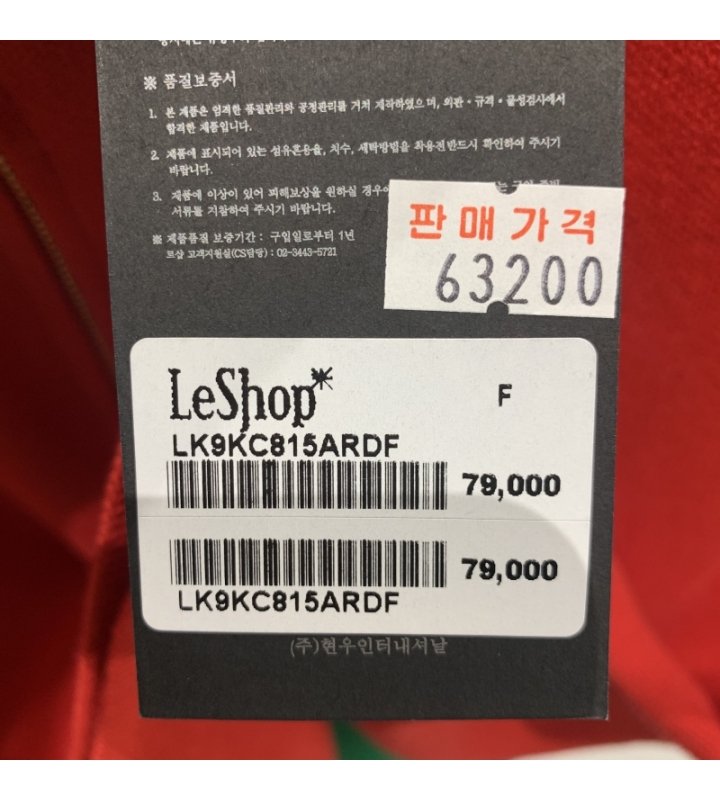 ※ 품질보증서
1. 본 제품은 엄격한 품질관리와 공정관리를 거쳐 제작하였으며, 외관·규격·물성검사에서
합격한 제품입니다.
2. 제품에 표시되어 있는 섬유혼용율, 치수, 세탁방법을 착용전 반드시 확인하여 주시기
바랍니다.
3. 제품에 이상이 있어 피해보상을 원하실 경우에
서류를 지참하여 주시기 바랍니다.
※ 제품품질 보증기간 : 구입일로부터 1년
르샵 고객지원실(CS담당) : 02-3443-5721
판매가격
63200
LeShop*
F
LK9KC815ARDF
79,000
79,000
LK9KC815ARDF
(주)현우인터내셔날